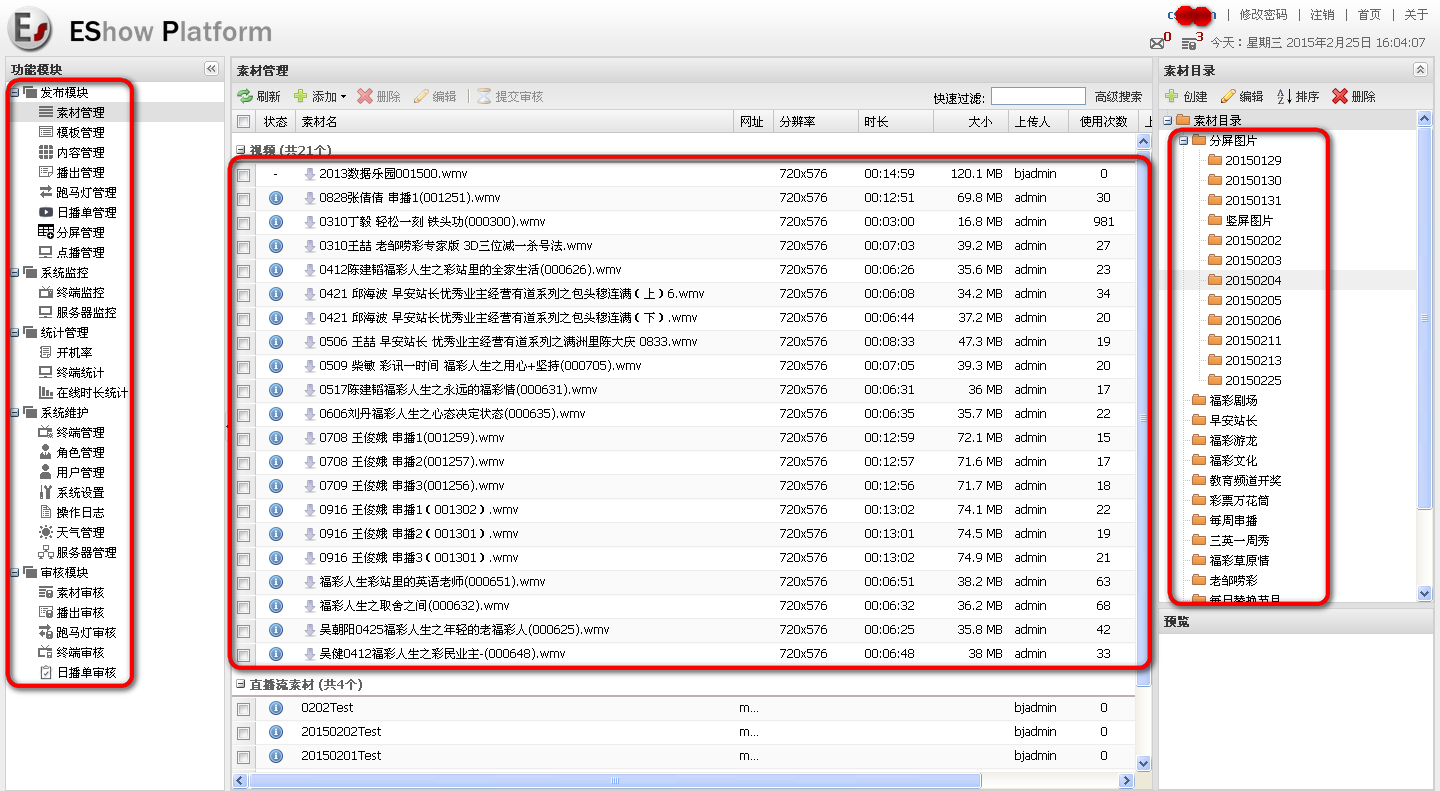 EShow Platform
修改密码 | 注销 | 首页 | 关于
0 3 今天：星期三 2015年2月25日 16:04:07
功能模块
发布模块
素材管理
模板管理
内容管理
播出管理
跑马灯管理
日播单管理
分屏管理
点播管理
系统监控
终端监控
服务器监控
统计管理
开机率
终端统计
在线时长统计
系统维护
终端管理
角色管理
用户管理
系统设置
操作日志
天气管理
服务器管理
审核模块
素材审核
播出审核
跑马灯审核
终端审核
日播单审核
素材管理
刷新 添加 删除 编辑 提交审核 快速过滤: 高级搜索
状态 素材名 网址 分辨率 时长 大小 上传人 使用次数 上
视频 (共21个)
- 2013数据乐园001500.wmv 720x576 00:14:59 120.1 MB bjadmin 0
0828张倩倩 串播1(001251).wmv 720x576 00:12:51 69.8 MB admin 30
0310丁毅 轻松一刻 铁头功(000300).wmv 720x576 00:03:00 16.8 MB admin 981
0310王喆 老邹唠彩专家版 3D三位减一杀号法.wmv 720x576 00:07:03 39.2 MB admin 27
0412陈建韬福彩人生之彩站里的全家生活(000626).wmv 720x576 00:06:26 35.6 MB admin 23
0421 邱海波 早安站长优秀业主经营有道系列之包头穆连满（上）6.wmv 720x576 00:06:08 34.2 MB admin 34
0421 邱海波 早安站长优秀业主经营有道系列之包头穆连满（下）.wmv 720x576 00:06:44 37.2 MB admin 20
0506 王喆 早安站长 优秀业主经营有道系列之满洲里陈大庆 0833.wmv 720x576 00:08:33 47.3 MB admin 19
0509 柴敏 彩讯一时间 福彩人生之用心+坚持(000705).wmv 720x576 00:07:05 39.3 MB admin 20
0517陈建韬福彩人生之永远的福彩情(000631).wmv 720x576 00:06:31 36 MB admin 17
0606刘丹福彩人生之心态决定状态(000635).wmv 720x576 00:06:35 35.7 MB admin 22
0708 王俊娥 串播1(001259).wmv 720x576 00:12:59 72.1 MB admin 15
0708 王俊娥 串播2(001257).wmv 720x576 00:12:57 71.6 MB admin 17
0709 王俊娥 串播3(001256).wmv 720x576 00:12:56 71.7 MB admin 18
0916 王俊娥 串播1（001302）.wmv 720x576 00:13:02 74.1 MB admin 22
0916 王俊娥 串播2（001301）.wmv 720x576 00:13:01 74.5 MB admin 19
0916 王俊娥 串播3（001301）.wmv 720x576 00:13:02 74.9 MB admin 21
福彩人生彩站里的英语老师(000651).wmv 720x576 00:06:51 38.2 MB admin 63
福彩人生之取舍之间(000632).wmv 720x576 00:06:32 36.2 MB admin 68
吴朝阳0425福彩人生之年轻的老福彩人(000625).wmv 720x576 00:06:25 35.8 MB admin 42
吴健0412福彩人生之彩民业主-(000648).wmv 720x576 00:06:48 38 MB admin 33
直播流素材 (共4个)
0202Test m... bjadmin 0
20150202Test m... bjadmin 0
20150201Test m... bjadmin 0
素材目录
创建 编辑 排序 删除
素材目录
分屏图片
20150129
20150130
20150131
竖屏图片
20150202
20150203
20150204
20150205
20150206
20150211
20150213
20150225
福彩剧场
早安站长
福彩游龙
福彩文化
教育频道开奖
彩票万花筒
每周串播
三英一周秀
福彩草原情
老邹唠彩
每日替换节目
预览